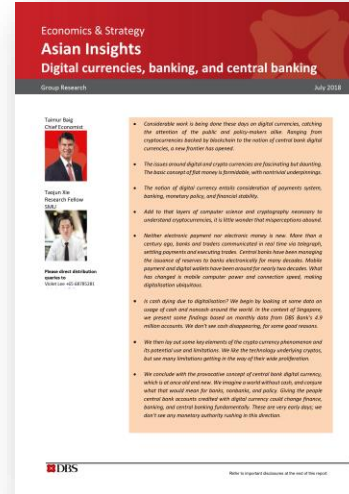 Economics & Strategy
Asian Insights
Digital currencies, banking, and central banking
Group Research
July 2018
Taimur Baig
Chief Economist
Taojun Xie
Research Fellow
SMU
Please direct distribution
queries to
Violet Lee +65 68785281
• Considerable work is being done these days on digital currencies, catching
the attention of the public and policy-makers alike. Ranging from
cryptocurrencies backed by blockchain to the notion of central bank digital
currencies, a new frontier has opened.
• The issues around digital and crypto currencies are fascinating but daunting.
The basic concept of fiat money is formidable, with nontrivial underpinnings.
• The notion of digital currency entails consideration of payments system,
banking, monetary policy, and financial stability.
• Add to that layers of computer science and cryptography necessary to
understand cryptocurrencies, it is little wonder that misperceptions abound.
• Neither electronic payment nor electronic money is new. More than a
century ago, banks and traders communicated in real time via telegraph,
settling payments and executing trades. Central banks have been managing
the issuance of reserves to banks electronically for many decades. Mobile
payment and digital wallets have been around for nearly two decades. What
has changed is mobile computer power and connection speed, making
digitalisation ubiquitous.
• Is cash dying due to digitalisation? We begin by looking at some data on
usage of cash and noncash around the world. In the context of Singapore,
we present some findings based on monthly data from DBS Bank's 4.9
million accounts. We don't see cash disappearing, for some good reasons.
• We then lay out some key elements of the crypto currency phenomenon and
its potential use and limitations. We like the technology underlying cryptos,
but see many limitations getting in the way of their wide proliferation.
• We conclude with the provocative concept of central bank digital currency,
which is at once old and new. We imagine a world without cash, and conjure
what that would mean for banks, nonbanks, and policy. Giving the people
central bank accounts credited with digital currency could change finance,
banking, and central banking fundamentally. These are very early days; we
don't see any monetary authority rushing in this direction.
DBS
Refer to important disclosures at the end of this report